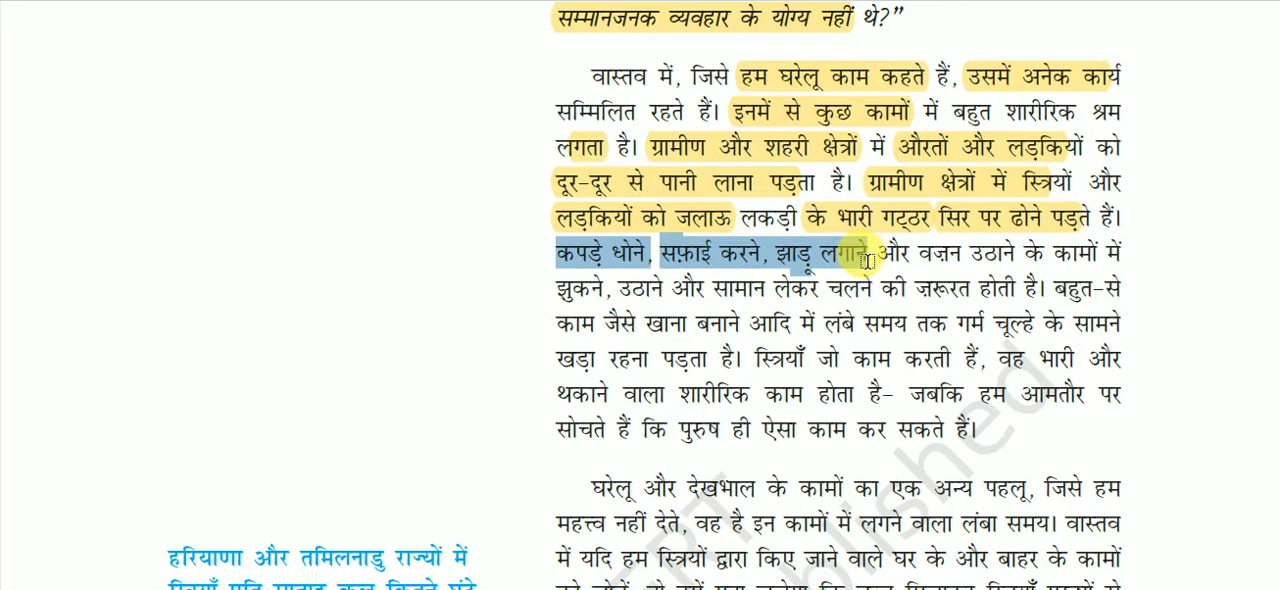 सम्मानजनक व्यवहार के योग्य नहीं थे?”
वास्तव में, जिसे हम घरेलू काम कहते हैं, उसमें अनेक कार्य
सम्मिलित रहते हैं। इनमें से कुछ कामों में बहुत शारीरिक श्रम
लगता है। ग्रामीण और शहरी क्षेत्रों में औरतों और लड़कियों को
दूर-दूर से पानी लाना पड़ता है। ग्रामीण क्षेत्रों में स्त्रियों और
लड़कियों को जलाऊ लकड़ी के भारी गट्ठर सिर पर ढोने पड़ते हैं।
कपड़े धोने, सफ़ाई करने, झाड़ू लगाने और वज़न उठाने के कामों में
झुकने, उठाने और सामान लेकर चलने की ज़रूरत होती है। बहुत-से
काम जैसे खाना बनाने आदि में लंबे समय तक गर्म चूल्हे के सामने
खड़ा रहना पड़ता है। स्त्रियाँ जो काम करती हैं, वह भारी और
थकाने वाला शारीरिक काम होता है- जबकि हम आमतौर पर
सोचते हैं कि पुरुष ही ऐसा काम कर सकते हैं।
घरेलू और देखभाल के कामों का एक अन्य पहलू, जिसे हम
महत्त्व नहीं देते, वह है इन कामों में लगने वाला लंबा समय। वास्तव
में यदि हम स्त्रियों द्वारा किए जाने वाले घर के और बाहर के कामों
हरियाणा और तमिलनाडु राज्यों में